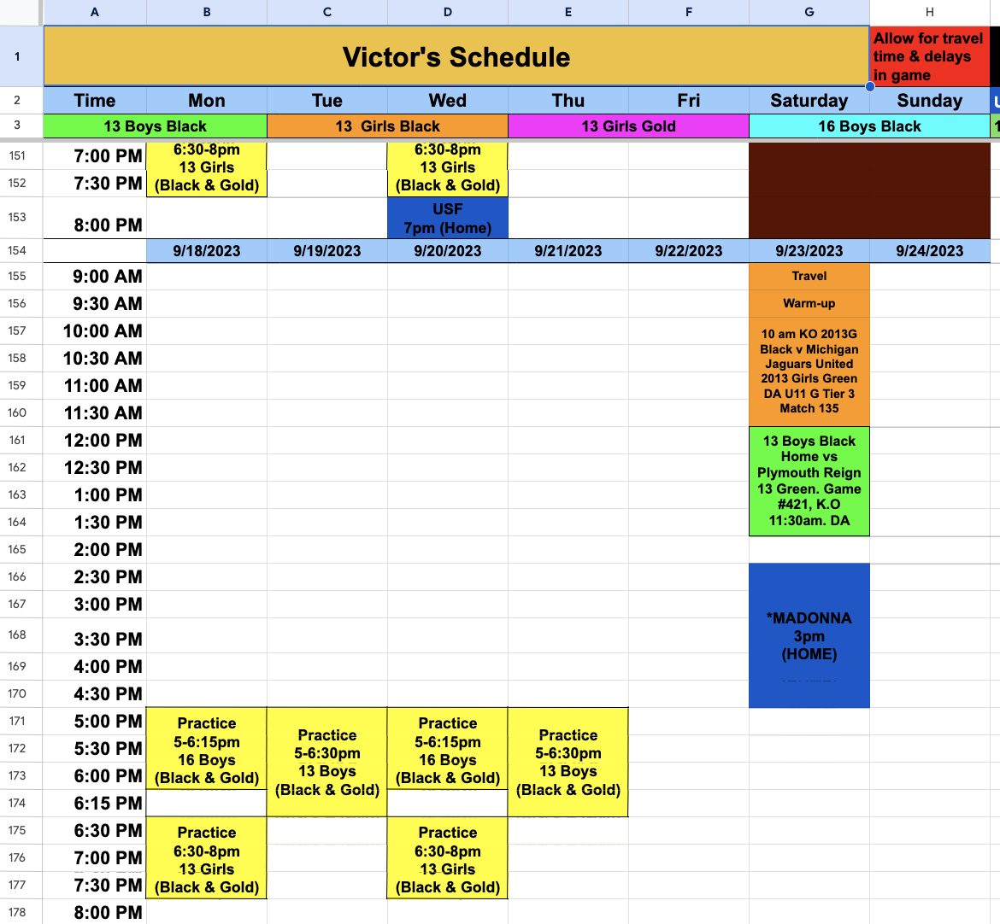 A B C D E F G H
1 Victor's Schedule
Allow for travel
time & delays
in game
2 Time Mon Tue Wed Thu Fri Saturday Sunday
3 13 Boys Black 13 Girls Black 13 Girls Gold 16 Boys Black
151 7:00 PM
152 7:30 PM
6:30-8pm
13 Girls
(Black & Gold)
6:30-8pm
13 Girls
(Black & Gold)
153 8:00 PM
USF
7pm (Home)
154 9/18/2023 9/19/2023 9/20/2023 9/21/2023 9/22/2023 9/23/2023 9/24/2023
155 9:00 AM Travel
156 9:30 AM Warm-up
157 10:00 AM
158 10:30 AM
159 11:00 AM
160 11:30 AM
10 am KO 2013G
Black v Michigan
Jaguars United
2013 Girls Green
DA U11 G Tier 3
Match 135
161 12:00 PM
162 12:30 PM
163 1:00 PM
164 1:30 PM
13 Boys Black
Home vs
Plymouth Reign
13 Green. Game
#421, K.O
11:30am. DA
165 2:00 PM
166 2:30 PM
167 3:00 PM
168 3:30 PM
169 4:00 PM
170 4:30 PM
*MADONNA
3pm
(HOME)
171 5:00 PM
172 5:30 PM
173 6:00 PM
174 6:15 PM
Practice
5-6:15pm
16 Boys
(Black & Gold)
Practice
5-6:30pm
13 Boys
(Black & Gold)
Practice
5-6:15pm
16 Boys
(Black & Gold)
Practice
5-6:30pm
13 Boys
(Black & Gold)
175 6:30 PM
176 7:00 PM
177 7:30 PM
Practice
6:30-8pm
13 Girls
(Black & Gold)
Practice
6:30-8pm
13 Girls
(Black & Gold)
178 8:00 PM